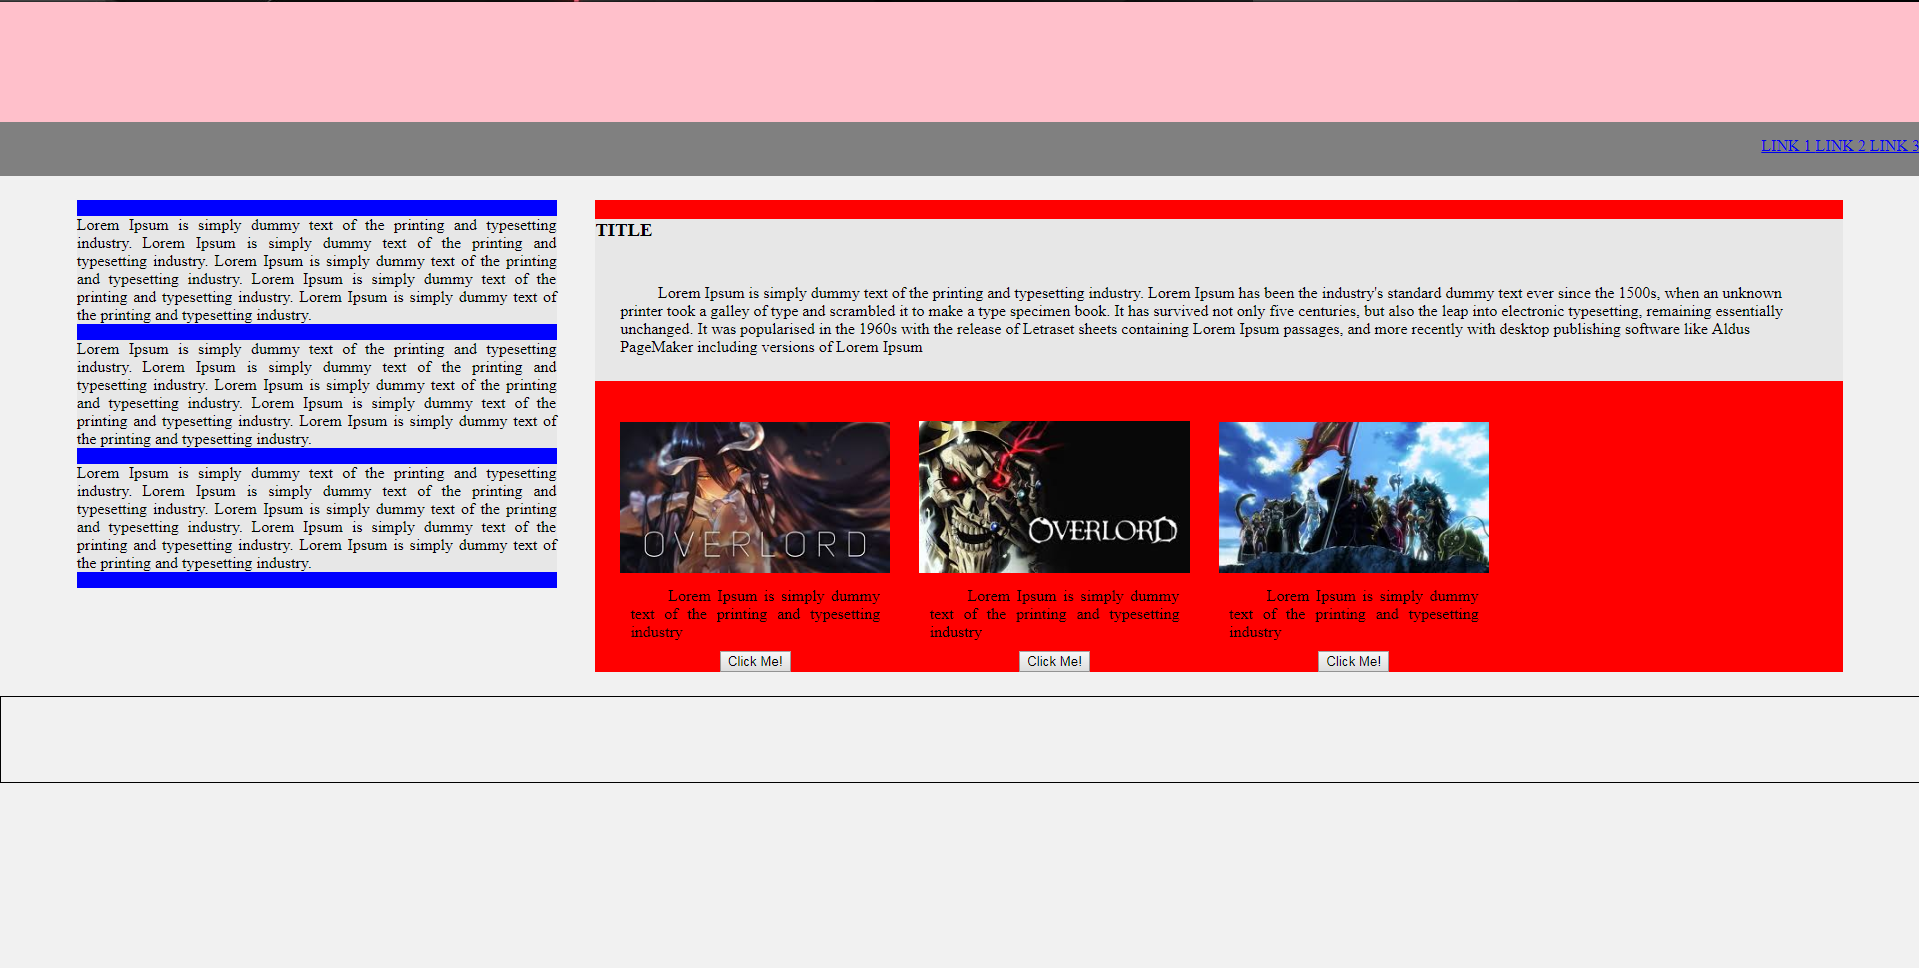 LINK 1 LINK 2 LINK 3
Lorem Ipsum is simply dummy text of the printing and typesetting
industry. Lorem Ipsum is simply dummy text of the printing and
typesetting industry. Lorem Ipsum is simply dummy text of the printing
and typesetting industry. Lorem Ipsum is simply dummy text of the
printing and typesetting industry. Lorem Ipsum is simply dummy text of
the printing and typesetting industry.
Lorem Ipsum is simply dummy text of the printing and typesetting
industry. Lorem Ipsum is simply dummy text of the printing and
typesetting industry. Lorem Ipsum is simply dummy text of the printing
and typesetting industry. Lorem Ipsum is simply dummy text of the
printing and typesetting industry. Lorem Ipsum is simply dummy text of
the printing and typesetting industry.
Lorem Ipsum is simply dummy text of the printing and typesetting
industry. Lorem Ipsum is simply dummy text of the printing and
typesetting industry. Lorem Ipsum is simply dummy text of the printing
and typesetting industry. Lorem Ipsum is simply dummy text of the
printing and typesetting industry. Lorem Ipsum is simply dummy text of
the printing and typesetting industry.
TITLE
Lorem Ipsum is simply dummy text of the printing and typesetting industry. Lorem Ipsum has been the industry's standard dummy text ever since the 1500s, when an unknown
printer took a galley of type and scrambled it to make a type specimen book. It has survived not only five centuries, but also the leap into electronic typesetting, remaining essentially
unchanged. It was popularised in the 1960s with the release of Letraset sheets containing Lorem Ipsum passages, and more recently with desktop publishing software like Aldus
PageMaker including versions of Lorem Ipsum
OVERLORD
Lorem Ipsum is simply dummy
text of the printing and typesetting
industry
Click Me!
OVERLORD
Lorem Ipsum is simply dummy
text of the printing and typesetting
industry
Click Me!
Lorem Ipsum is simply dummy
text of the printing and typesetting
industry
Click Me!